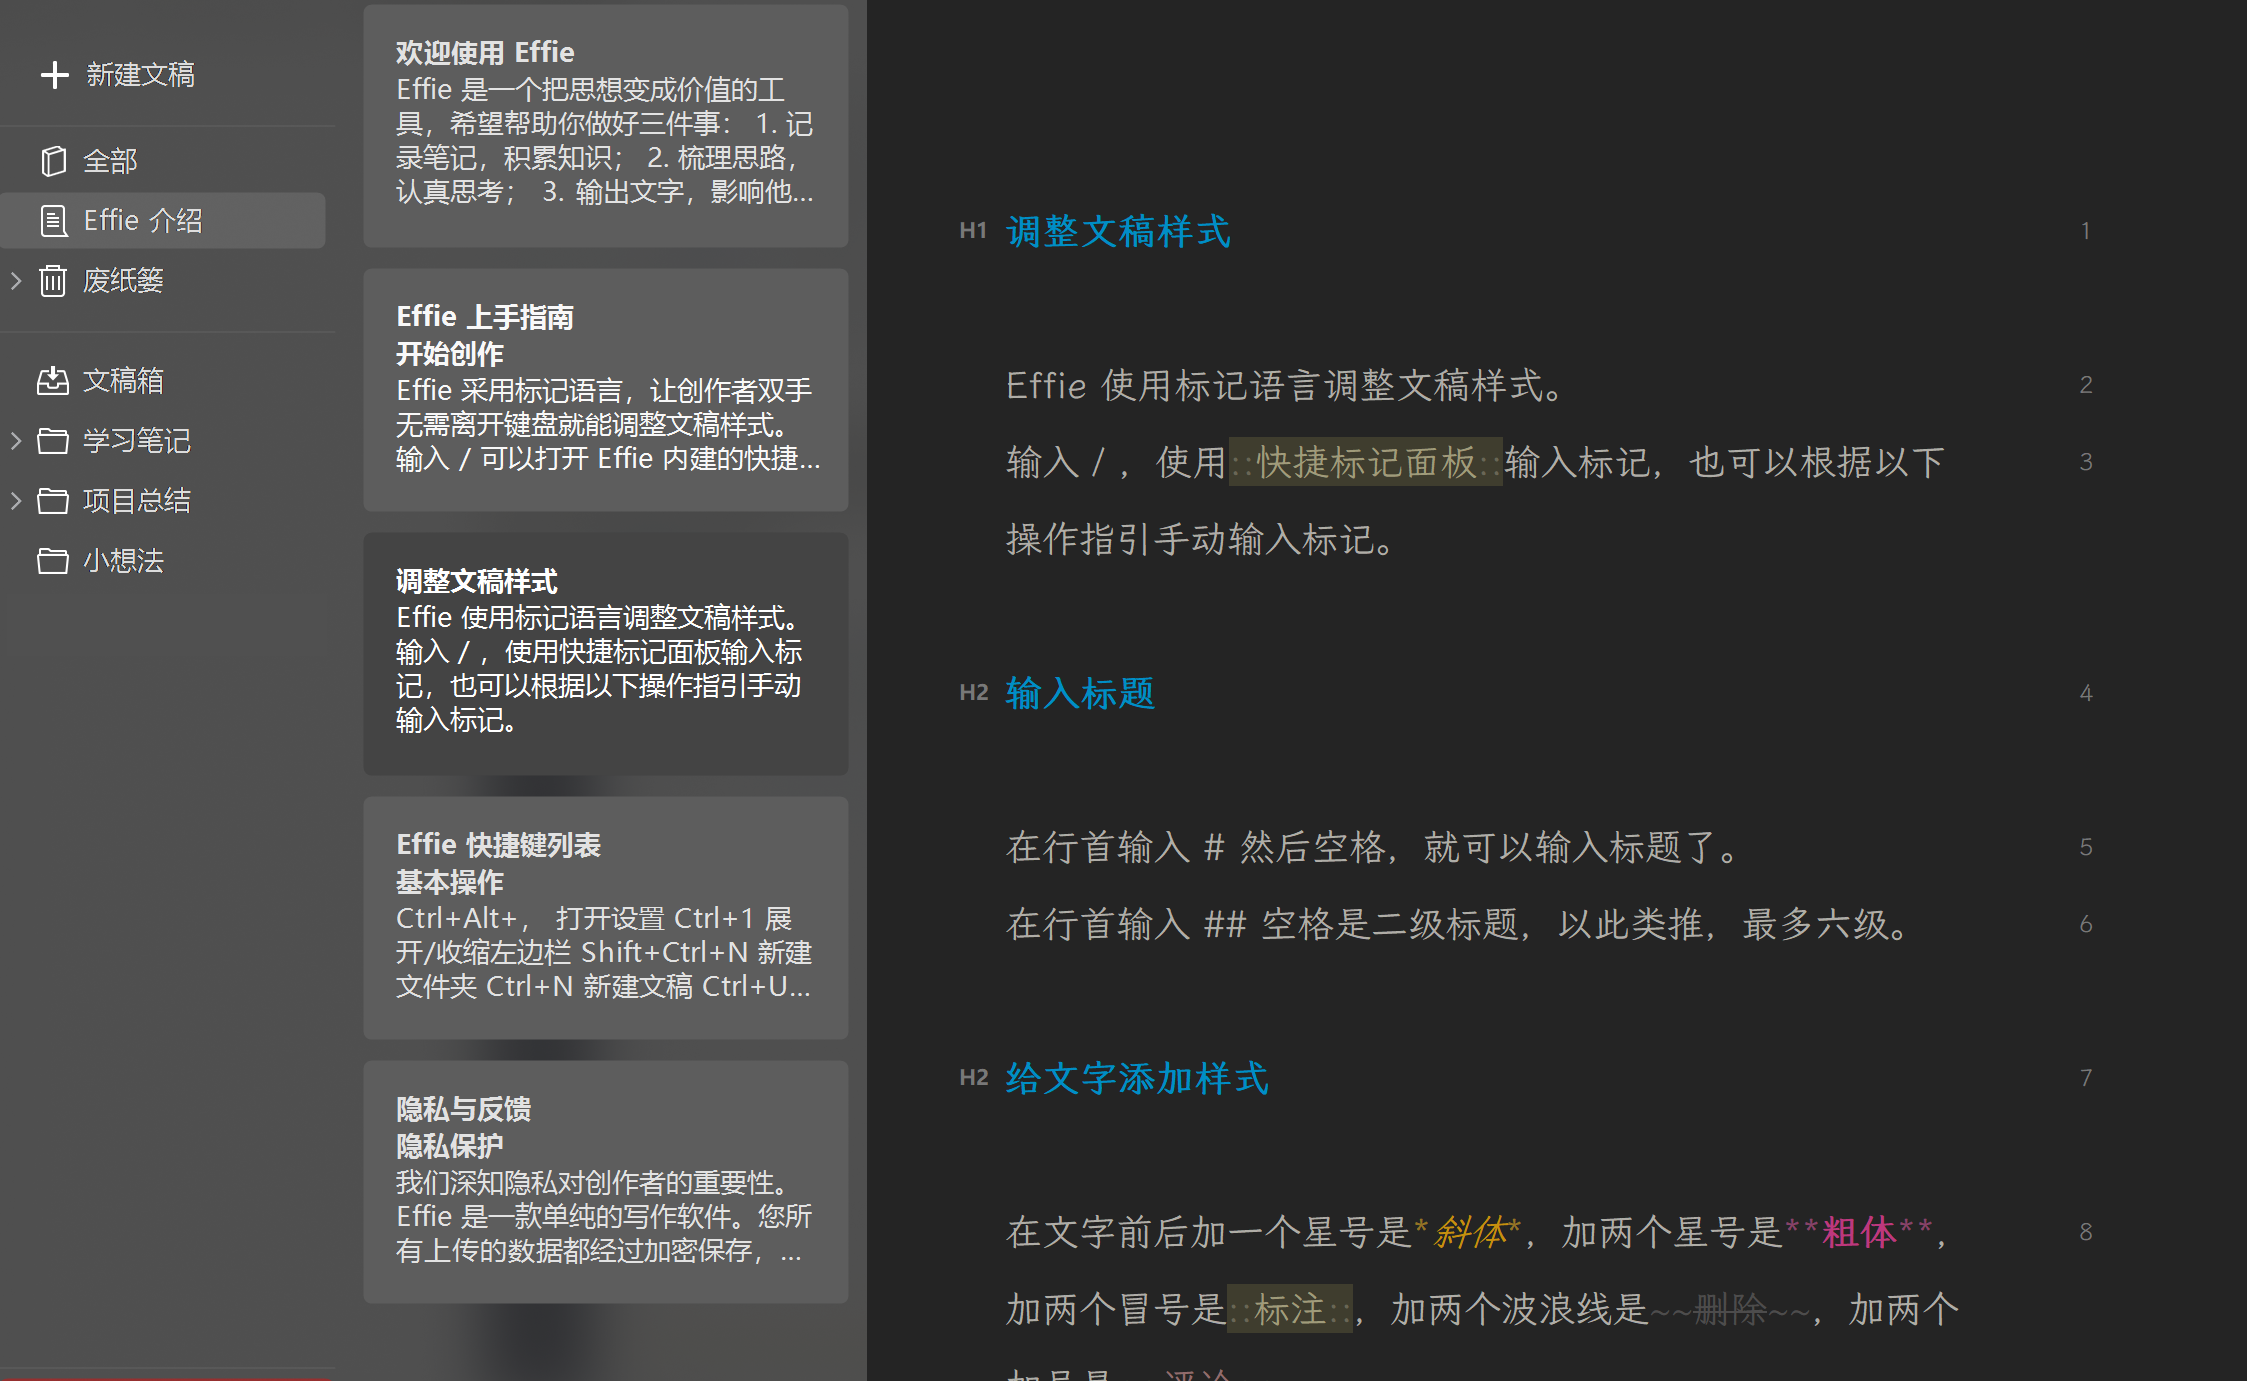 新建文稿
全部
Effie 介绍
废纸篓
文稿箱
学习笔记
项目总结
小想法
欢迎使用 Effie
Effie 是一个把思想变成价值的工
具，希望帮助你做好三件事： 1. 记
录笔记，积累知识； 2. 梳理思路，
认真思考； 3. 输出文字，影响他...
Effie 上手指南
开始创作
Effie 采用标记语言，让创作者双手
无需离开键盘就能调整文稿样式。
输入 / 可以打开 Effie 内建的快捷...
调整文稿样式
Effie 使用标记语言调整文稿样式。
输入 / ，使用快捷标记面板输入标
记，也可以根据以下操作指引手动
输入标记。
Effie 快捷键列表
基本操作
Ctrl+Alt+， 打开设置 Ctrl+1 展
开/收缩左边栏 Shift+Ctrl+N 新建
文件夹 Ctrl+N 新建文稿 Ctrl+U...
隐私与反馈
隐私保护
我们深知隐私对创作者的重要性。
Effie 是一款单纯的写作软件。您所
有上传的数据都经过加密保存，...
H1 调整文稿样式 1
Effie 使用标记语言调整文稿样式。 2
输入 / ，使用::快捷标记面板::输入标记，也可以根据以下 3
操作指引手动输入标记。
H2 输入标题 4
在行首输入 # 然后空格，就可以输入标题了。 5
在行首输入 ## 空格是二级标题，以此类推，最多六级。 6
H2 给文字添加样式 7
在文字前后加一个星号是*斜体*，加两个星号是**粗体**， 8
加两个冒号是::标注::，加两个波浪线是~~删除~~，加两个